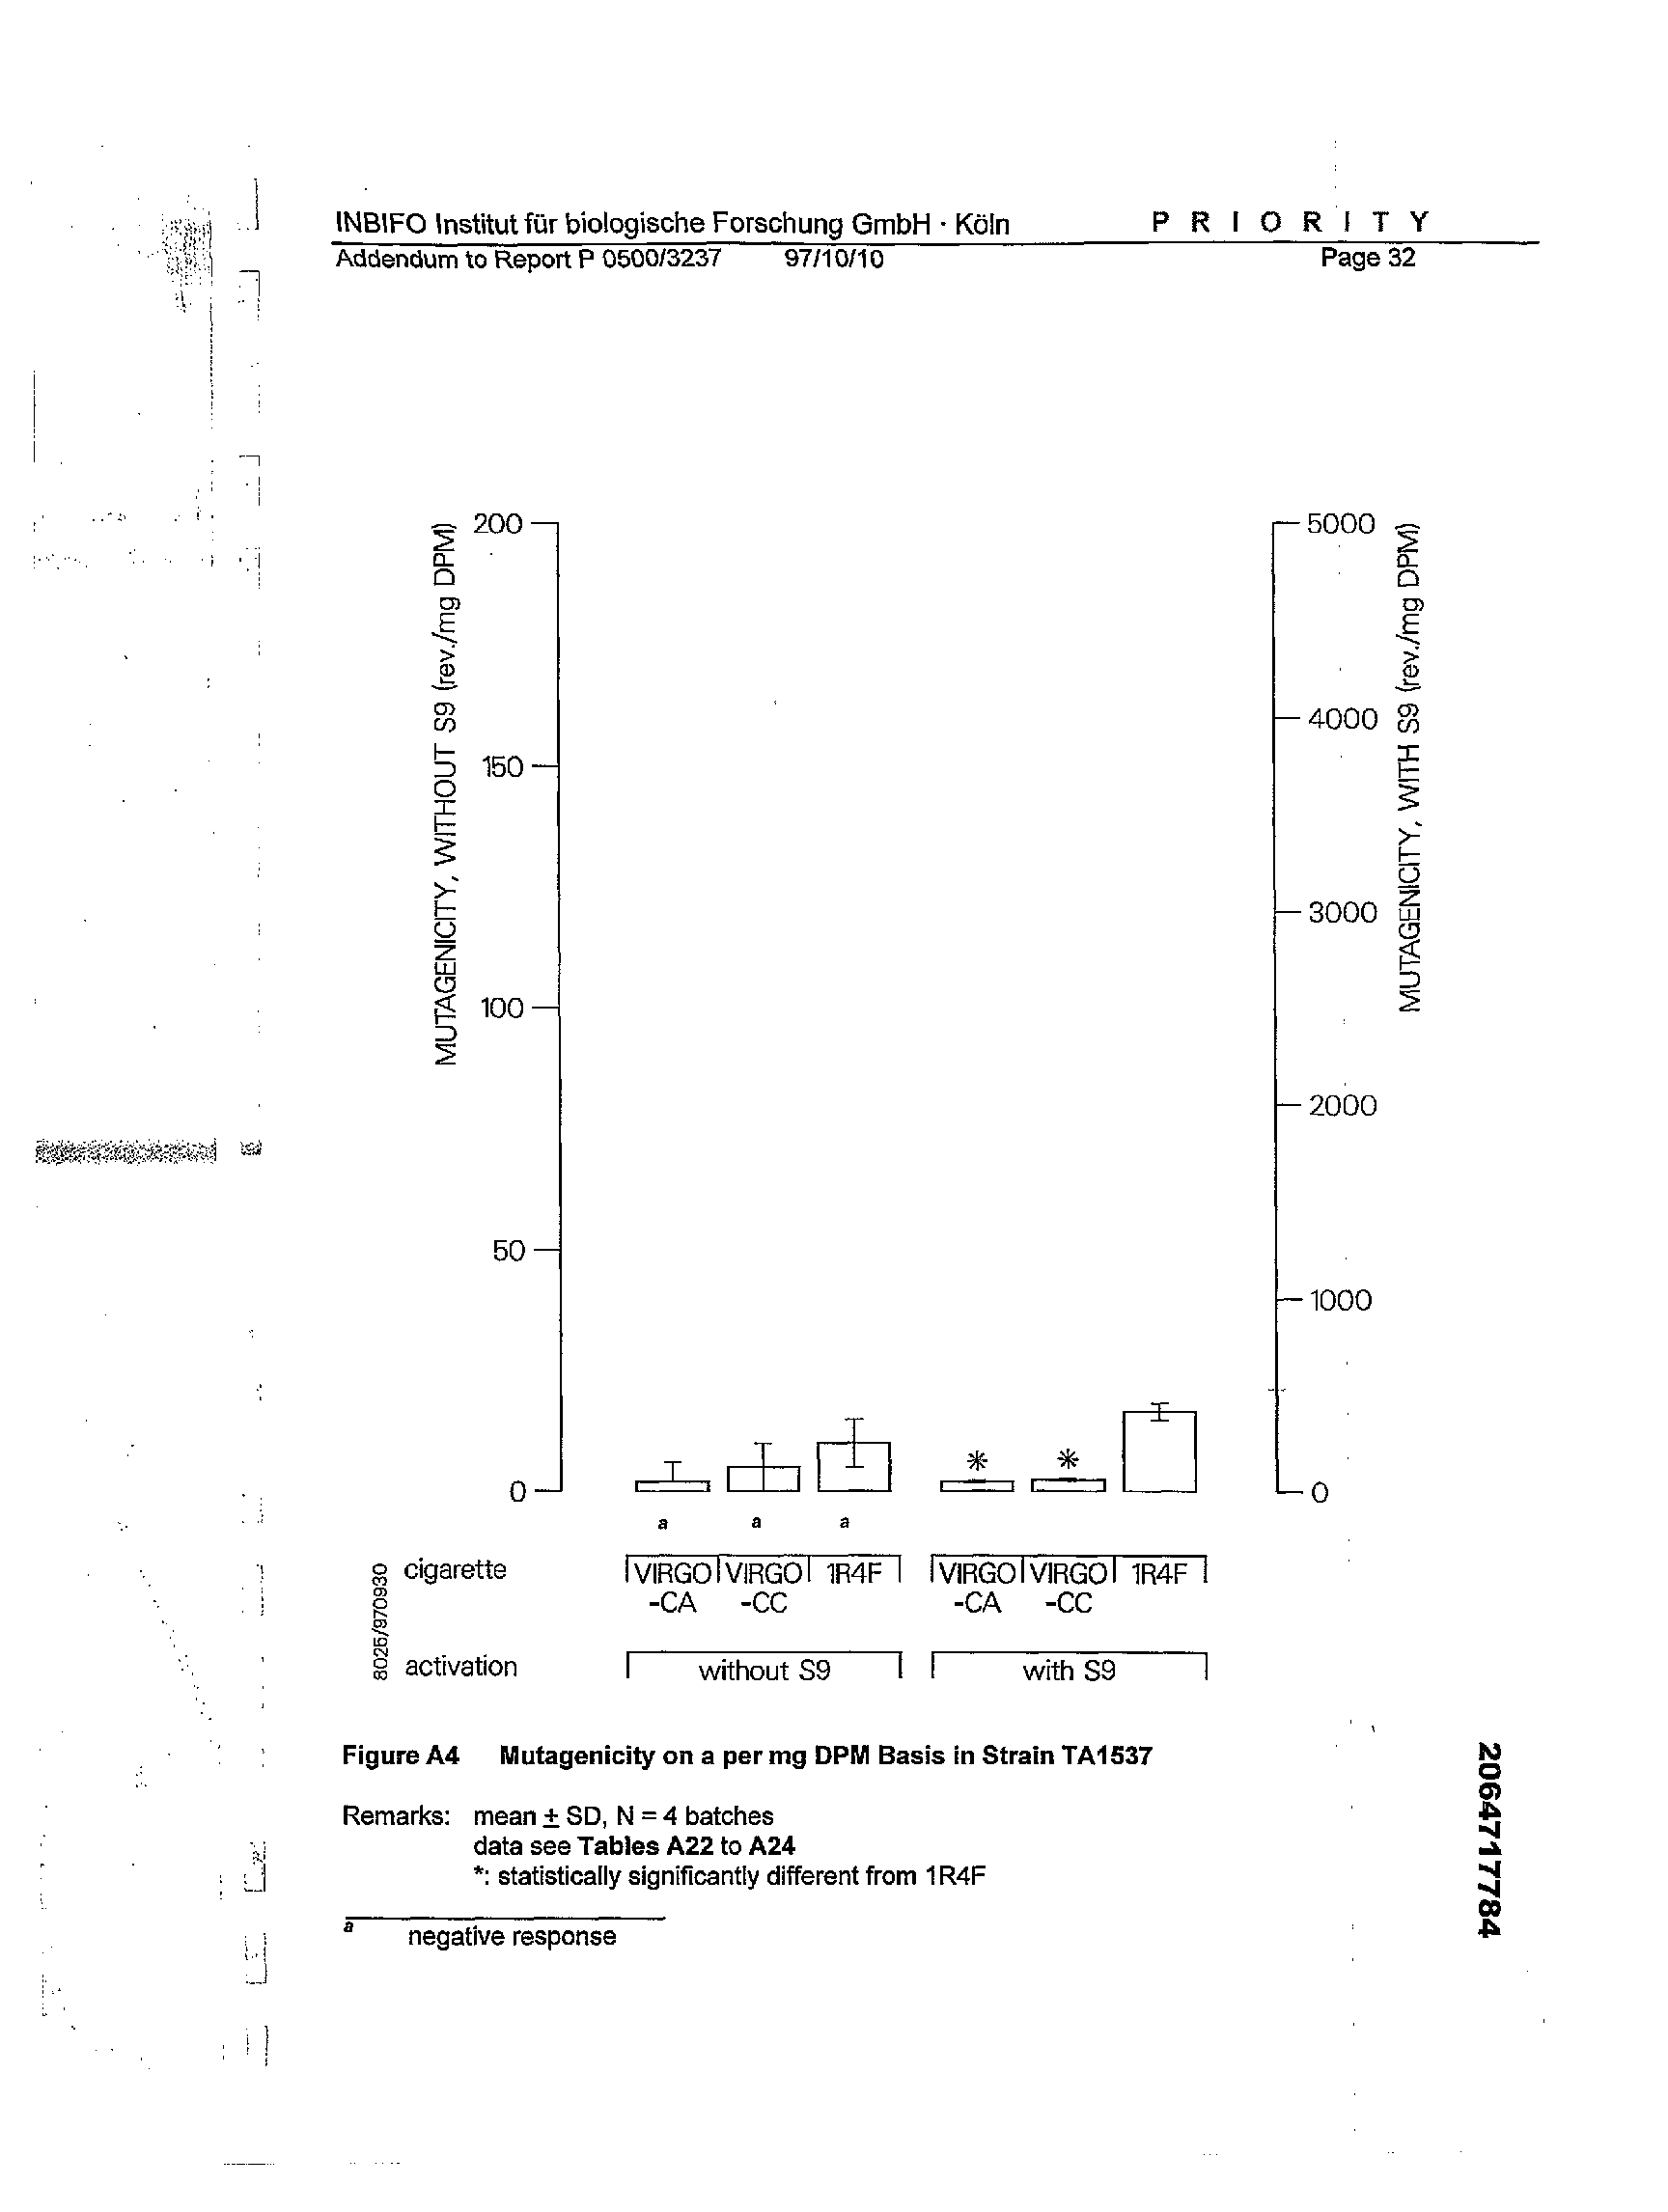 INBIFO Institut für biologische Forschung GmbH · Köln P R I O R I T Y
Addendum to Report P 0500/3237 97/10/10 Page 32
MUTAGENICITY, WITHOUT S9 (rev./mg DPM)
200
150
100
50
0
5000
4000
3000
2000
1000
0
MUTAGENICITY, WITH S9 (rev./mg DPM)
* *
a a a
cigarette VIRGO VIRGO 1R4F VIRGO VIRGO 1R4F
-CA -CC -CA -CC
activation without S9 with S9
8025/970930
Figure A4 Mutagenicity on a per mg DPM Basis in Strain TA1537
Remarks: mean ± SD, N = 4 batches
data see Tables A22 to A24
*: statistically significantly different from 1R4F
a negative response
2064717784